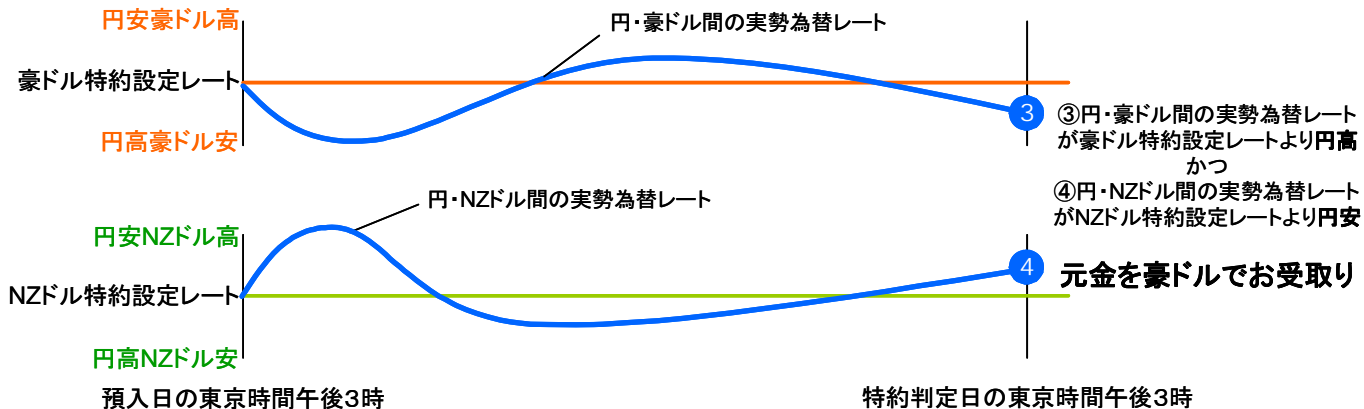 円安豪ドル高
円・豪ドル間の実勢為替レート
豪ドル特約設定レート
円高豪ドル安
3
③円・豪ドル間の実勢為替レート
が豪ドル特約設定レートより円高
かつ
④円・NZドル間の実勢為替レート
がNZドル特約設定レートより円安
円・NZドル間の実勢為替レート
円安NZドル高
4
元金を豪ドルでお受取り
NZドル特約設定レート
円高NZドル安
預入日の東京時間午後3時
特約判定日の東京時間午後3時